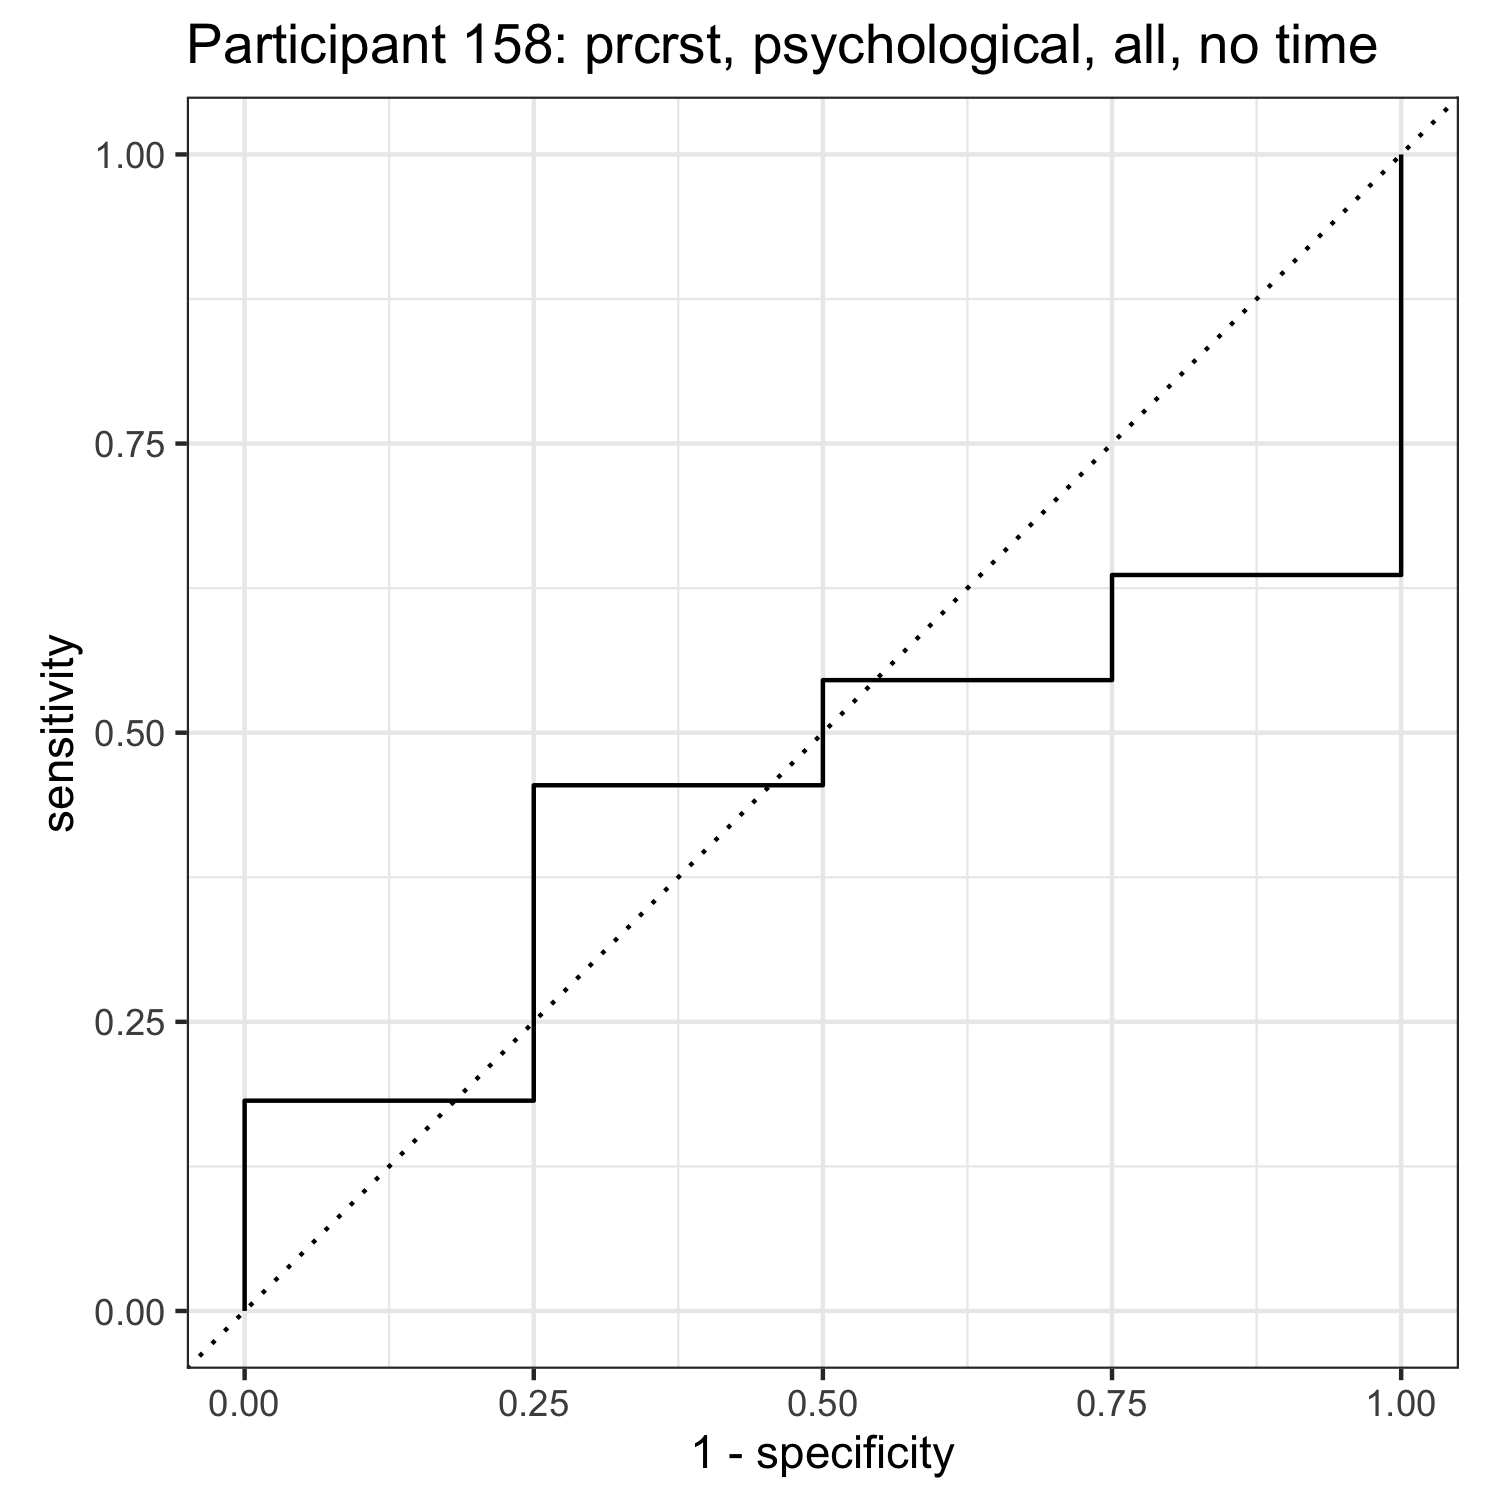 Participant 158: prcrst, psychological, all, no time
1.00
0.75
0.50
0.25
0.00
sensitivity
0.00 0.25 0.50 0.75 1.00
1 - specificity